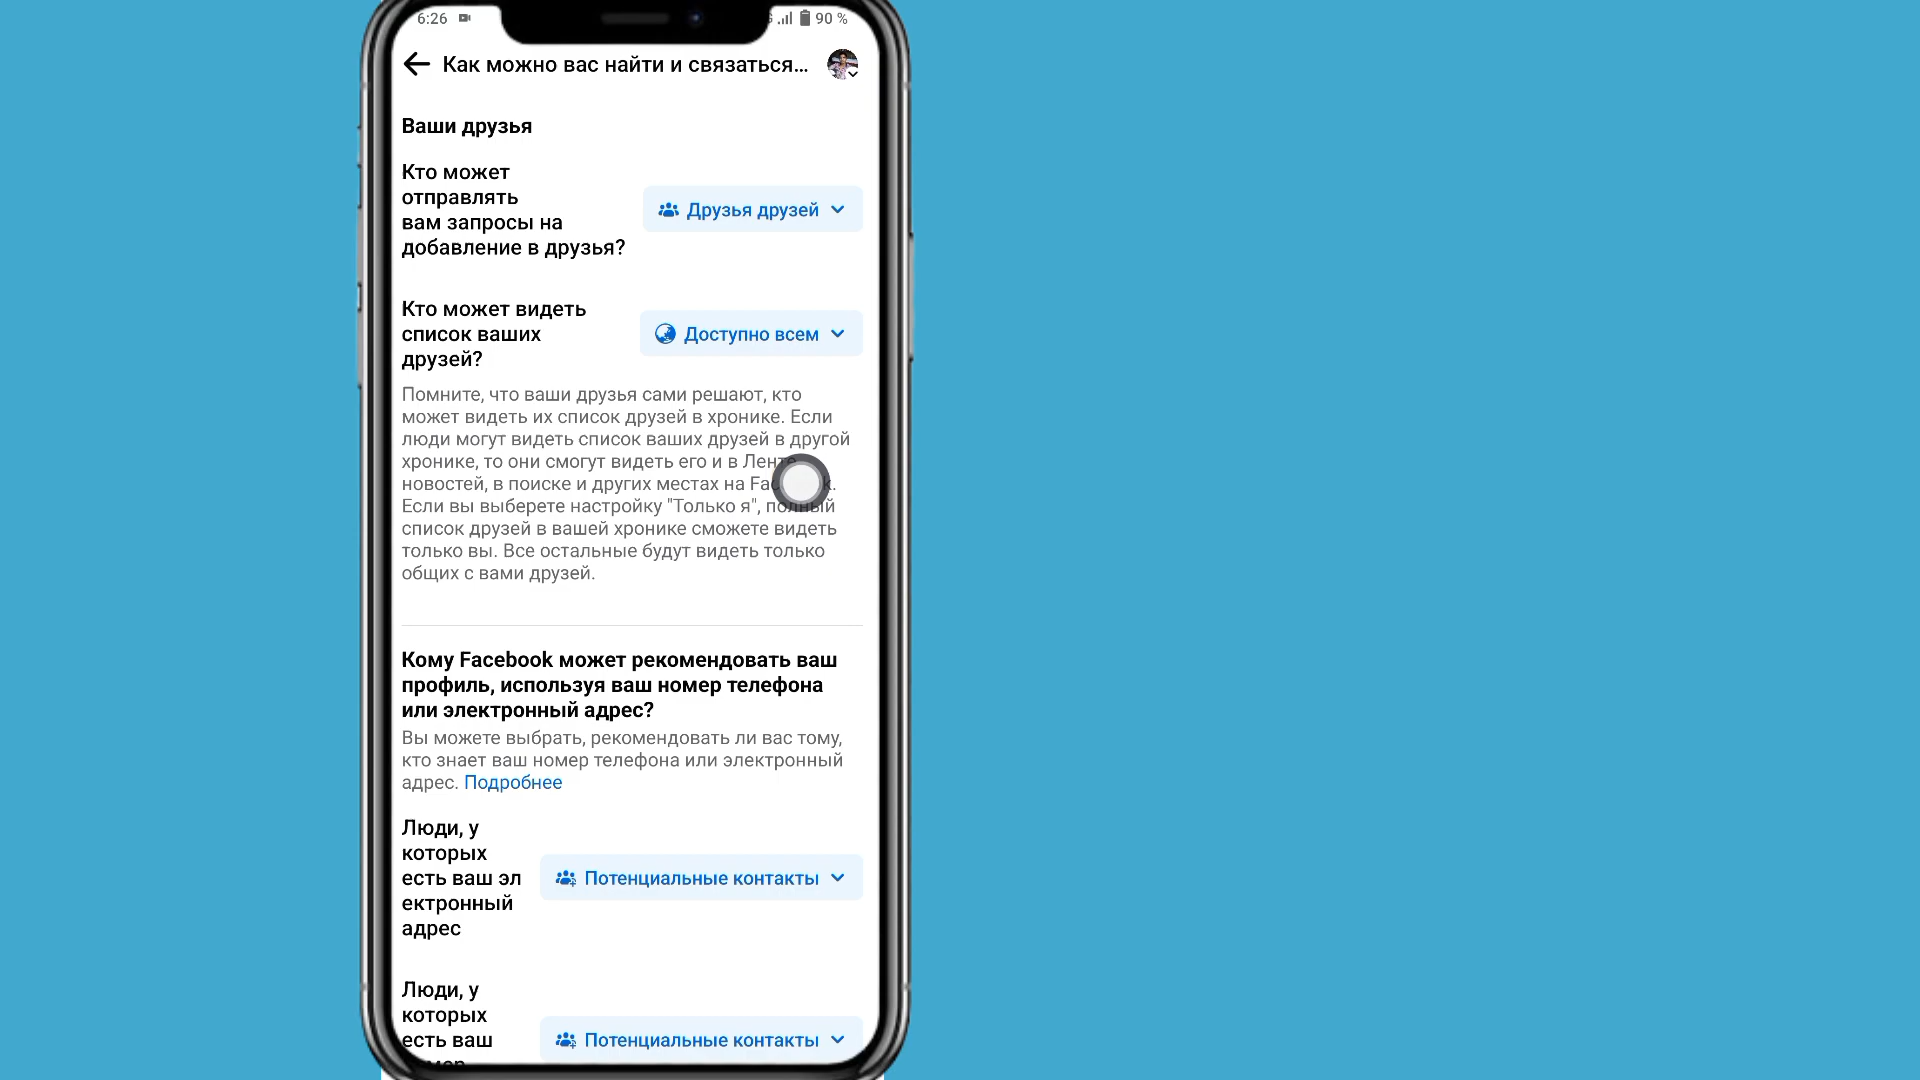 6:26
90 %
Как можно вас найти и связаться...
Ваши друзья
Кто может
отправлять
вам запросы на
добавление в друзья?
Друзья друзей
Кто может видеть
список ваших
друзей?
Доступно всем
Помните, что ваши друзья сами решают, кто
может видеть их список друзей в хронике. Если
люди могут видеть список ваших друзей в другой
хронике, то они смогут видеть его и в Ленте
новостей, в поиске и других местах на
Если вы выберете настройку "Только я", полный
список друзей в вашей хронике сможете видеть
только вы. Все остальные будут видеть только
общих с вами друзей.
Кому Facebook может рекомендовать ваш
профиль, используя ваш номер телефона
или электронный адрес?
Вы можете выбрать, рекомендовать ли вас тому,
кто знает ваш номер телефона или электронный
адрес. Подробнее
Люди, у
которых
есть ваш эл
ектронный
адрес
Потенциальные контакты
Люди, у
которых
есть ваш
Потенциальные контакты